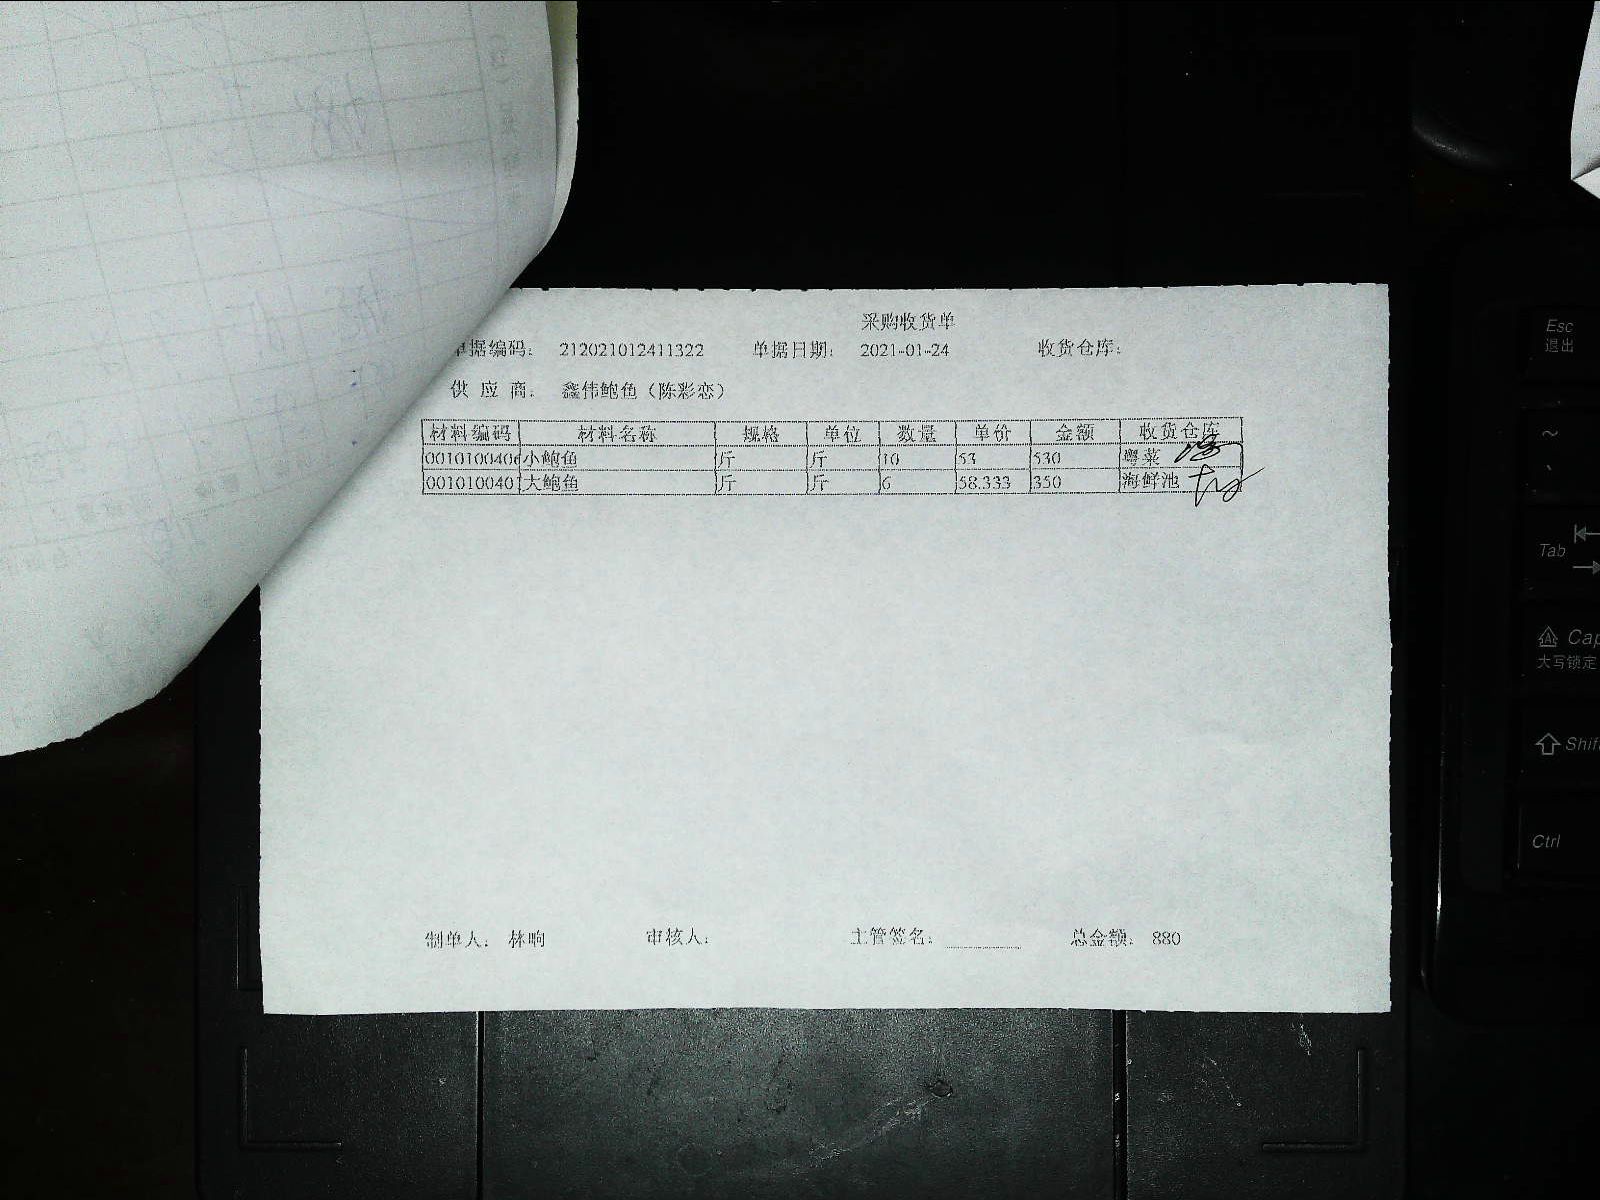 采购收货单
单据编码： 212021012411322 单据日期： 2021-01-24 收货仓库：
供 应 商： 鑫伟鲍鱼（陈彩恋）
材料编码 材料名称 规格 单位 数量 单价 金额 收货仓库
0010100406 小鲍鱼 斤 斤 10 53 530 粤菜
001010040 大鲍鱼 斤 斤 6 58.333 350 海鲜池
制单人： 林响 审核人： 主管签名： 总金额： 880
Esc
退出
~
Tab
Cap
大写锁定
Shif
Ctrl